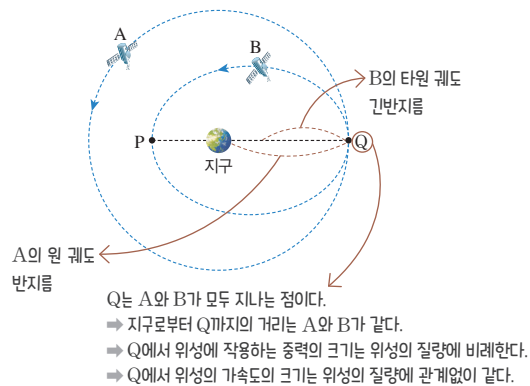 A
B
B의 타원 궤도
긴반지름
P
Q
지구
A의 원 궤도
반지름
Q는 A와 B가 모두 지나는 점이다.
➡ 지구로부터 Q까지의 거리는 A와 B가 같다.
➡ Q에서 위성에 작용하는 중력의 크기는 위성의 질량에 비례한다.
➡ Q에서 위성의 가속도의 크기는 위성의 질량에 관계없이 같다.